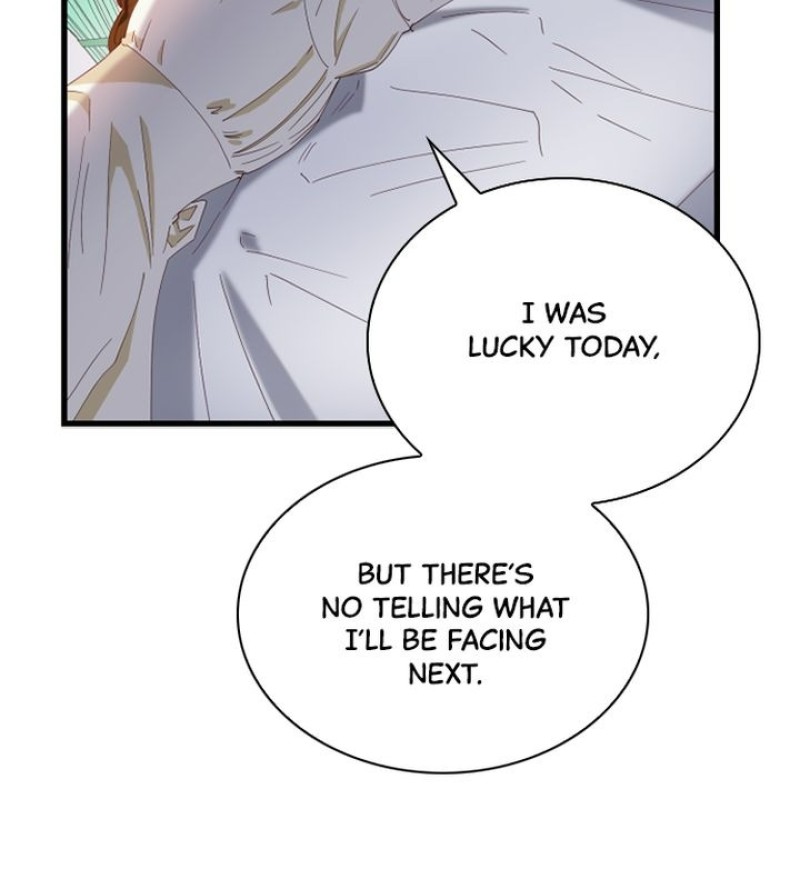 I WAS
LUCKY TODAY,
BUT THERE'S
NO TELLING WHAT
I'LL BE FACING
NEXT.